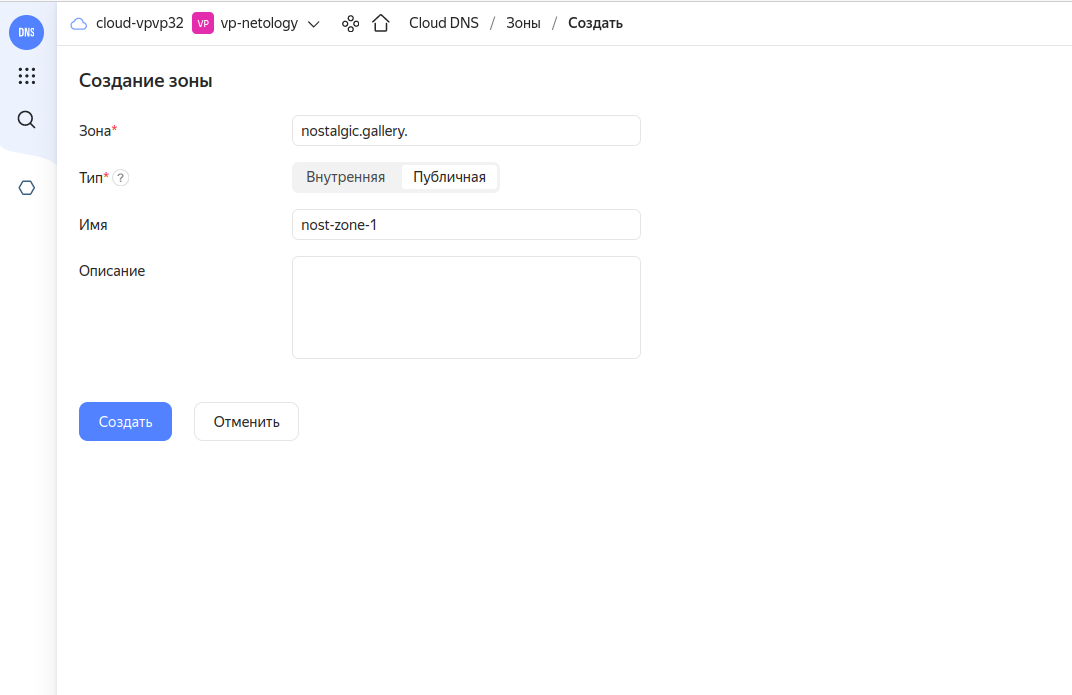 DNS
cloud-vpvp32 VP vp-netology Cloud DNS / Зоны / Создать
Создание зоны
Зона* nostalgic.gallery.
Тип* ? Внутренняя Публичная
Имя nost-zone-1
Описание
Создать Отменить